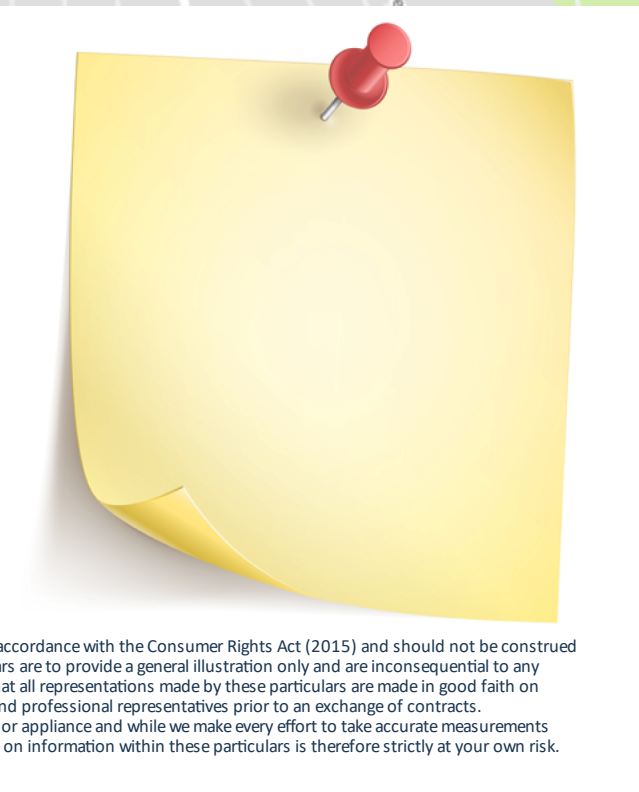 accordance with the Consumer Rights Act (2015) and should not be construed
rs are to provide a general illustration only and are inconsequential to any
at all representations made by these particulars are made in good faith on
nd professional representatives prior to an exchange of contracts.
or appliance and while we make every effort to take accurate measurements
on information within these particulars is therefore strictly at your own risk.